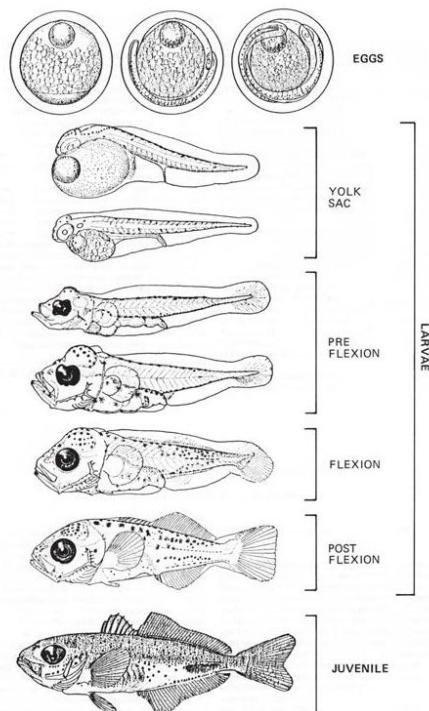 EGGS
YOLK
SAC
PRE
FLEXION
LARVAE
FLEXION
POST
FLEXION
JUVENILE